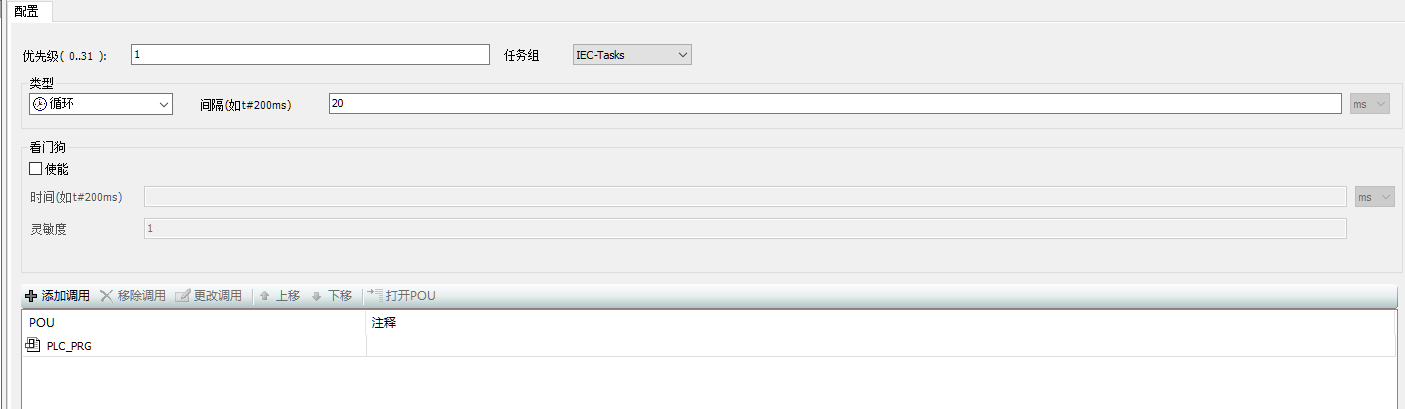 配置
优先级( 0..31 ): 1 任务组 IEC-Tasks
类型
循环 间隔(如t#200ms) 20 ms
看门狗
使能
时间(如t#200ms) ms
灵敏度 1
添加调用 移除调用 更改调用 上移 下移 打开POU
POU 注释
PLC_PRG